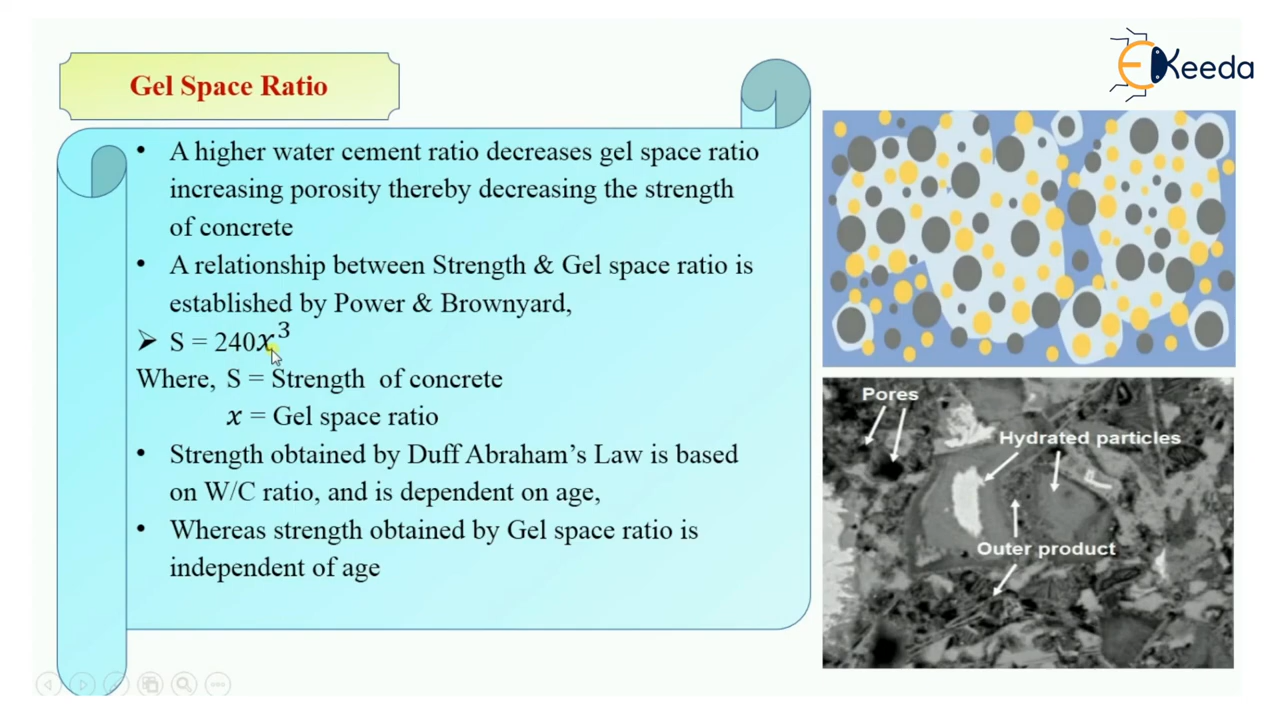 Gel Space Ratio
Keeda
• A higher water cement ratio decreases gel space ratio
increasing porosity thereby decreasing the strength
of concrete
• A relationship between Strength & Gel space ratio is
established by Power & Brownyard,
➢ S = 240x³
Where, S = Strength of concrete
x = Gel space ratio
• Strength obtained by Duff Abraham's Law is based
on W/C ratio, and is dependent on age,
• Whereas strength obtained by Gel space ratio is
independent of age
Pores
Hydrated particles
Outer product